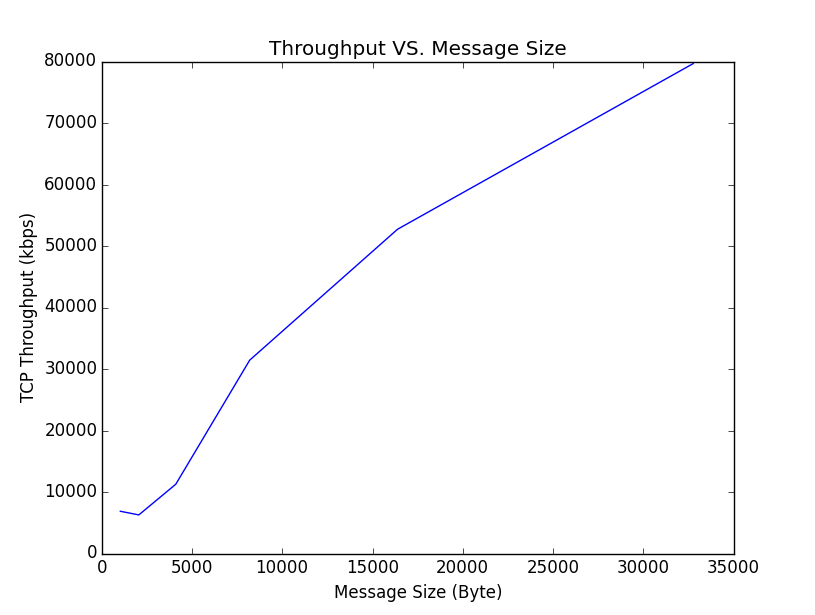 Throughput VS. Message Size
80000
70000
60000
50000
40000
30000
20000
10000
0
TCP Throughput (kbps)
0 5000 10000 15000 20000 25000 30000 35000
Message Size (Byte)